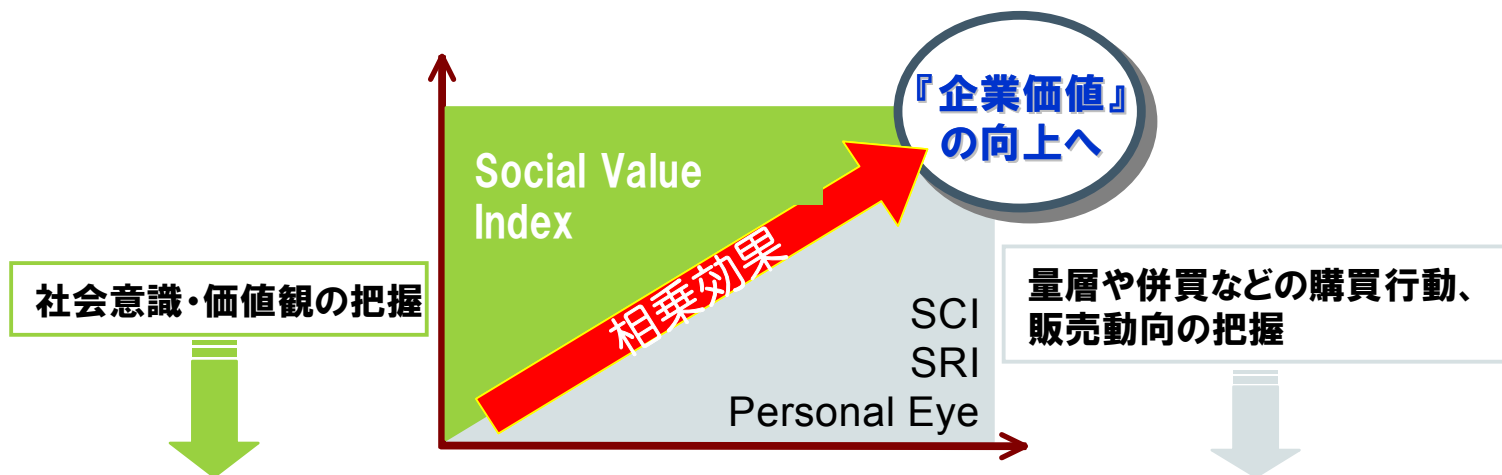 『企業価値』
の向上へ
Social Value
Index
相乗効果
社会意識・価値観の把握
量層や併買などの購買行動、
販売動向の把握
SCI
SRI
Personal Eye